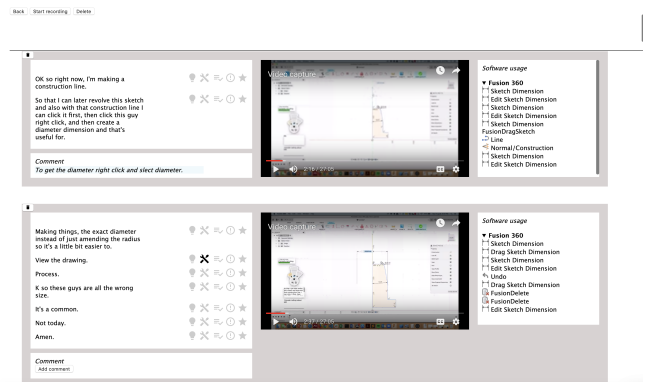 Back Start recording Delete
OK so right now, I'm making a
construction line.
So that I can later revolve this sketch
and also with that construction line I
can click it first, then click this guy
right click, and then create a
diameter dimension and that's
useful for.
Comment
To get the diameter right click and slect diameter.
Video capture
2:16 / 27:05
Software usage
▼ Fusion 360
Sketch Dimension
Edit Sketch Dimension
Sketch Dimension
Edit Sketch Dimension
Sketch Dimension
FusionDragSketch
Line
Normal/Construction
Sketch Dimension
Edit Sketch Dimension
Making things, the exact diameter
instead of just amending the radius
so it's a little bit easier to.
View the drawing.
Process.
K so these guys are all the wrong
size.
It's a common.
Not today.
Amen.
Comment
Add comment
Video capture
2:37 / 27:05
Software usage
▼ Fusion 360
Sketch Dimension
Drag Sketch Dimension
Sketch Dimension
Edit Sketch Dimension
Undo
Drag Sketch Dimension
FusionDelete
FusionDelete
Edit Sketch Dimension